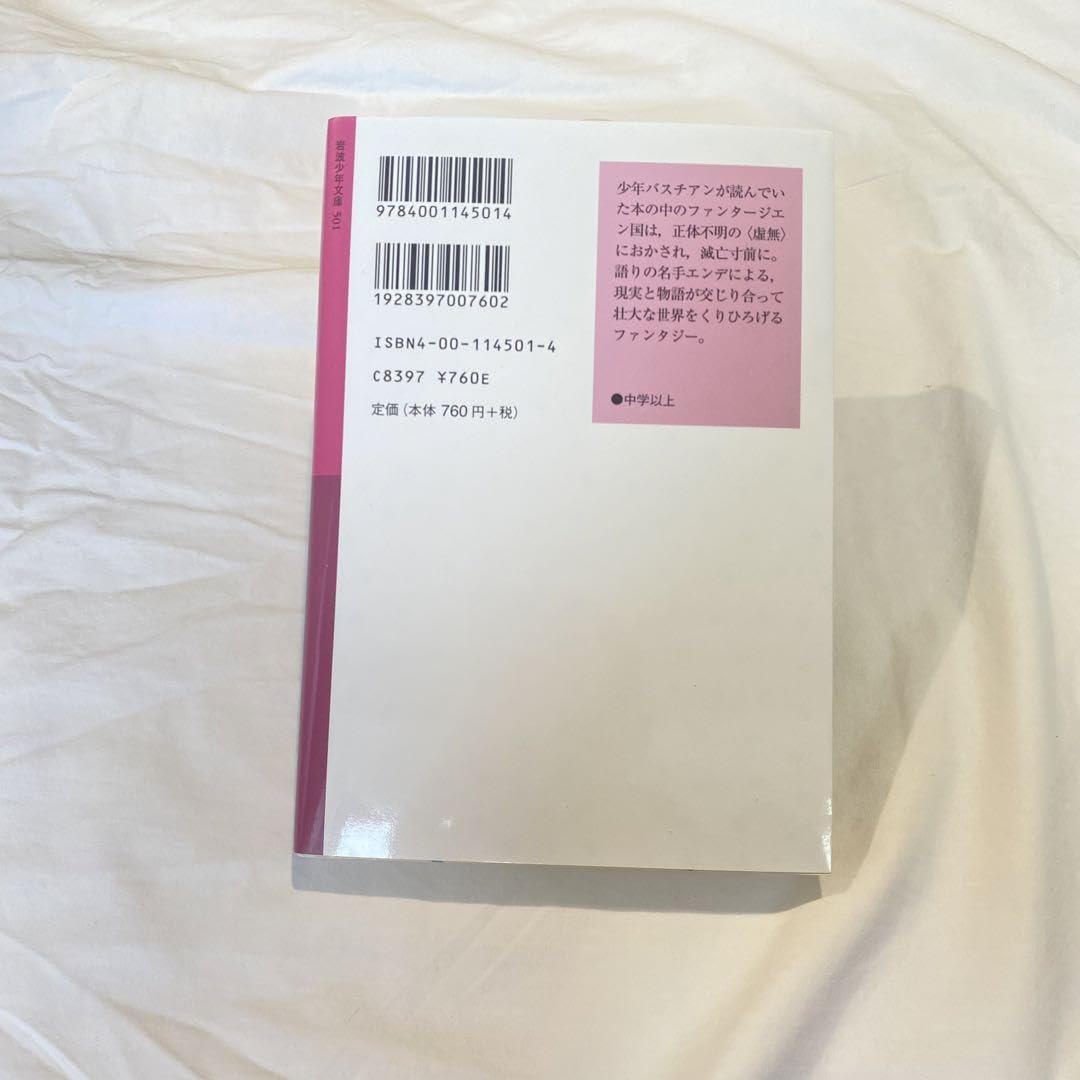 岩波少年文庫 501
9784001145014
1928397007602
ISBN4-00-114501-4
C8397 ¥760E
定価(本体 760円+税)
少年バスチアンが読んでい
た本の中のファンタージエ
ン国は，正体不明の〈虚無〉
におかされ，滅亡寸前に。
語りの名手エンデによる，
現実と物語が交じり合って
壮大な世界をくりひろげる
ファンタジー。
●中学以上